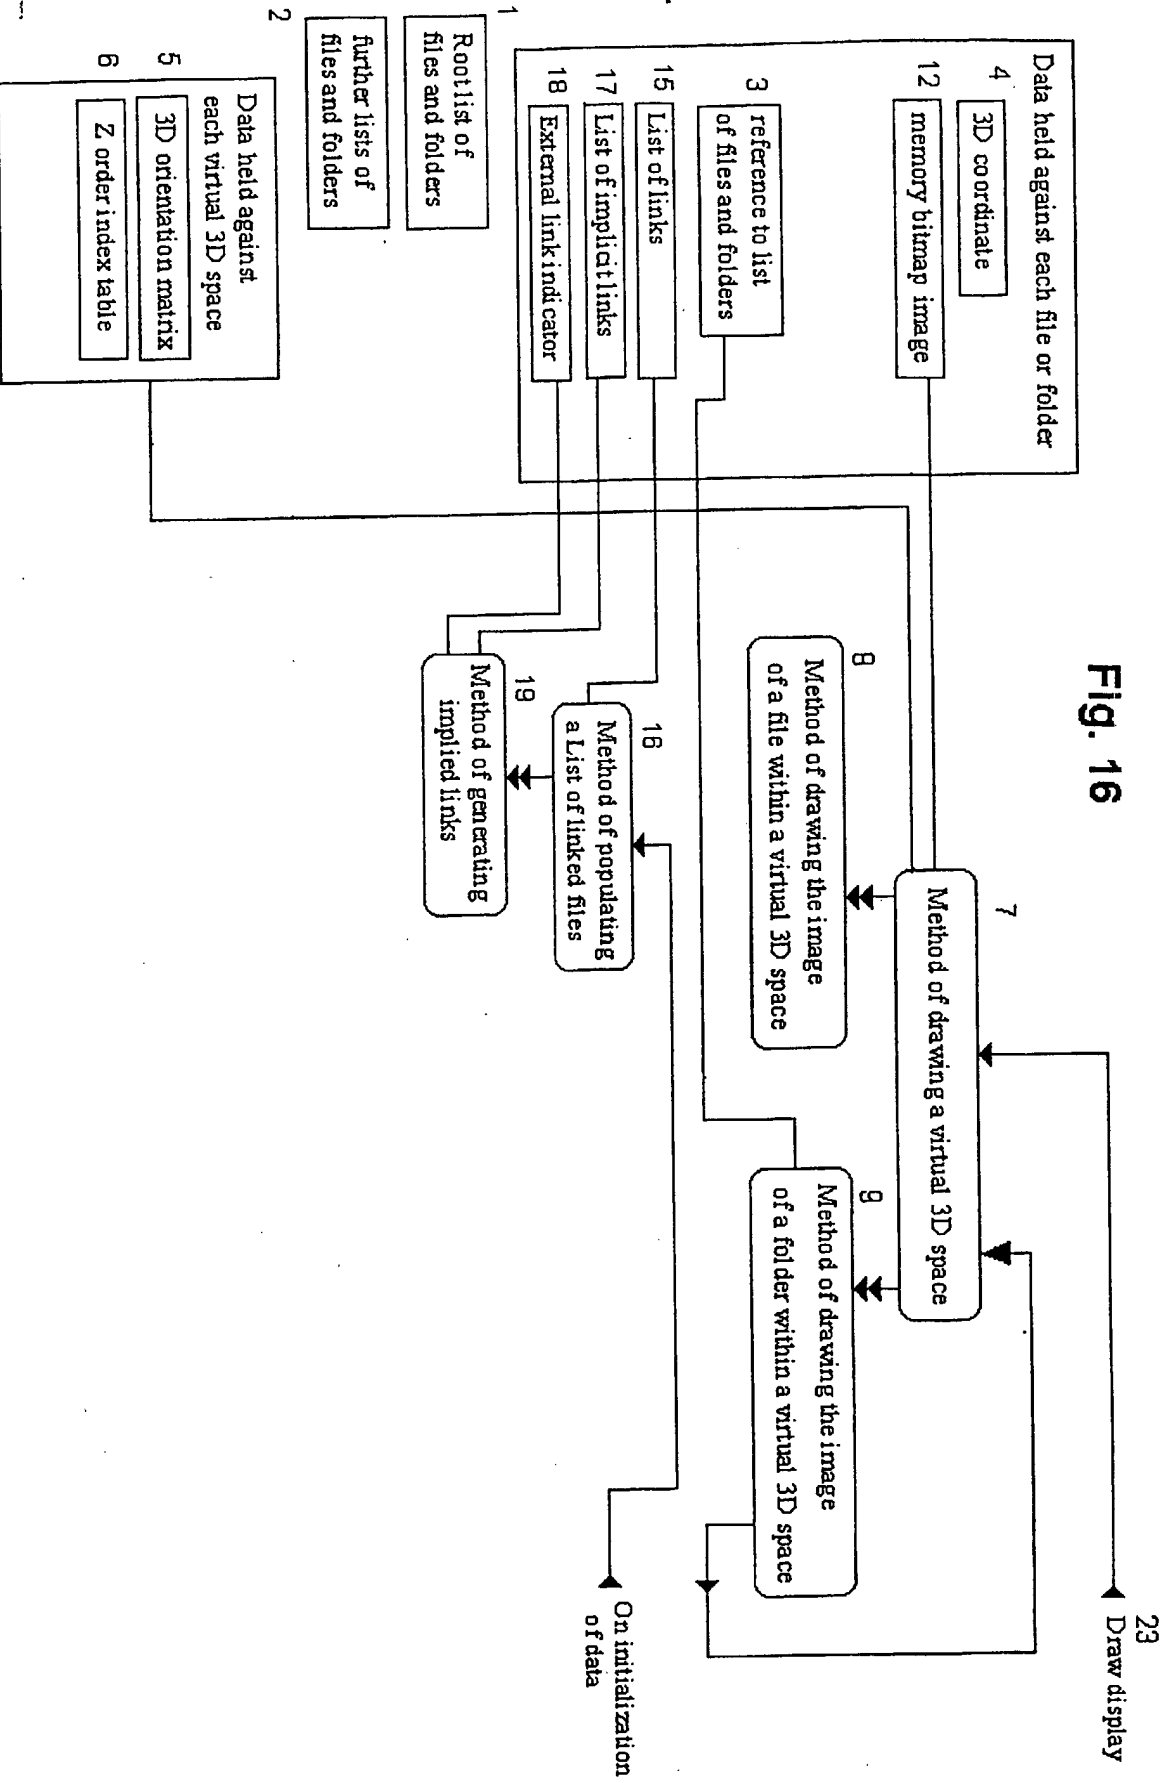 Fig. 16
23
Draw display
Data held against each file or folder
4
3D coordinate
12
memory bitmap image
7
Method of drawing a virtual 3D space
8
Method of drawing the image
of a file within a virtual 3D space
9
Method of drawing the image
of a folder within a virtual 3D space
3
reference to list
of files and folders
15
List of links
17
List of implicit links
18
External link indicator
16
Method of populating
a List of linked files
On initialization
of data
19
Method of generating
implied links
1
Root list of
files and folders
2
further lists of
files and folders
Data held against
each virtual 3D space
5
3D orientation matrix
6
Z order index table